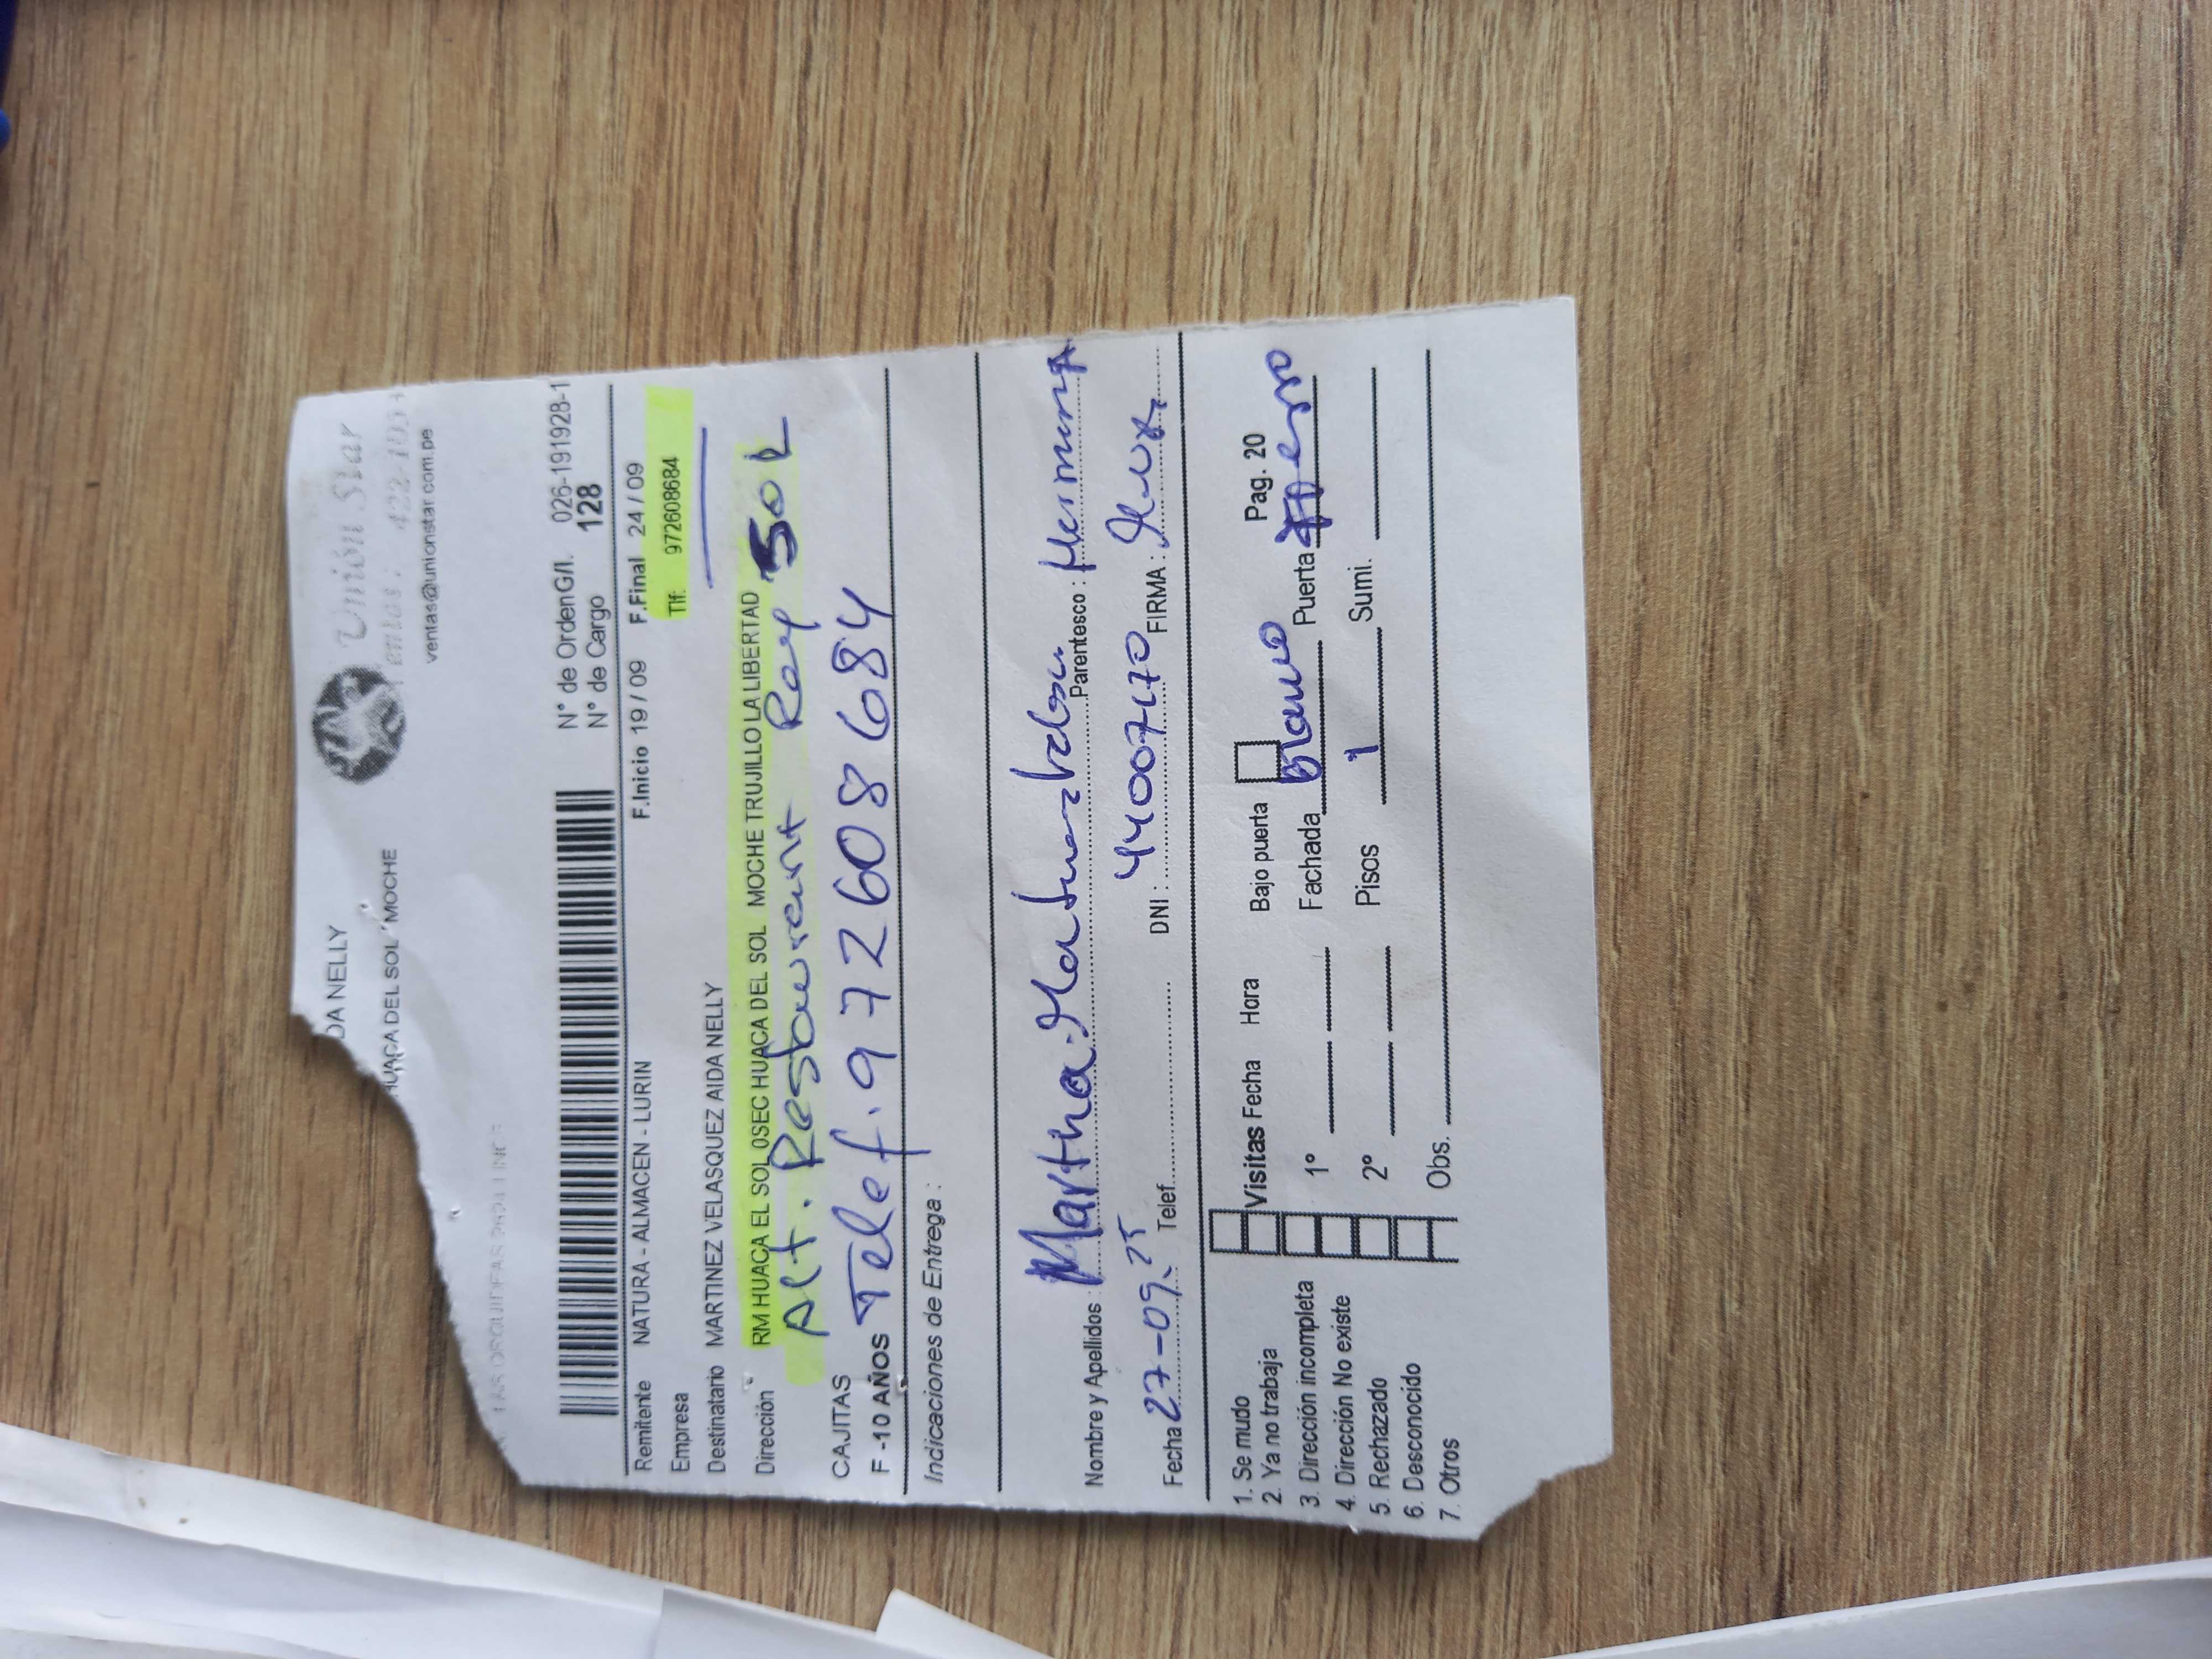 DA NELLY
HUACA DEL SOL 'MOCHE
Unión Star
ventas@unionstar.com.pe
N° de Orden G/I. 026-191928-1
N° de Cargo 128
Remitente NATURA - ALMACEN - LURIN F.Inicio 19 / 09 F.Final 24 / 09
Empresa Tlf: 972608684
Destinatario MARTINEZ VELASQUEZ AIDA NELLY
Dirección RM HUACA EL SOL OSEC HUACA DEL SOL MOCHE TRUJILLO LA LIBERTAD
Alt. Restaurant Rey SOL
CAJITAS
F -10 AÑOS Telef. 972608684
Indicaciones de Entrega :
Nombre y Apellidos : Martha Parentesco : Hermana
Fecha 27-09-25 Telef. DNI : FIRMA :
1. Se mudo
2. Ya no trabaja
3. Dirección incompleta
4. Dirección No existe
5. Rechazado
6. Desconocido
7. Otros
Visitas Fecha Hora Bajo puerta Pag. 20
1° Fachada Blanco Puerta
2° Pisos 1 Sumi.
Obs.